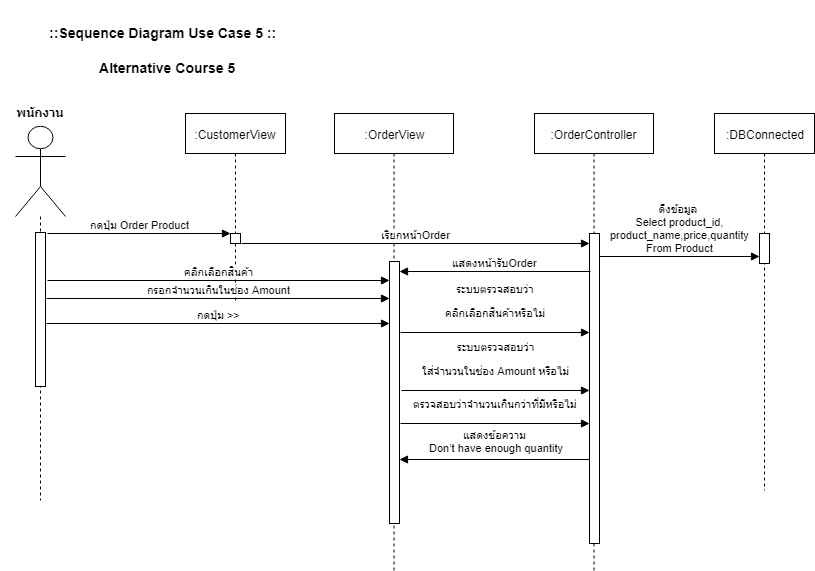 ::Sequence Diagram Use Case 5 ::
Alternative Course 5
พนักงาน
:CustomerView
:OrderView
:OrderController
:DBConnected
กดปุ่ม Order Product
เรียกหน้าOrder
ดึงข้อมูล
Select product_id,
product_name,price,quantity
From Product
แสดงหน้ารับOrder
คลิกเลือกสินค้า
กรอกจำนวนเกินในช่อง Amount
กดปุ่ม >>
ระบบตรวจสอบว่า
คลิกเลือกสินค้าหรือไม่
ระบบตรวจสอบว่า
ใส่จำนวนในช่อง Amount หรือไม่
ตรวจสอบว่าจำนวนเกินกว่าที่มีหรือไม่
แสดงข้อความ
Don't have enough quantity